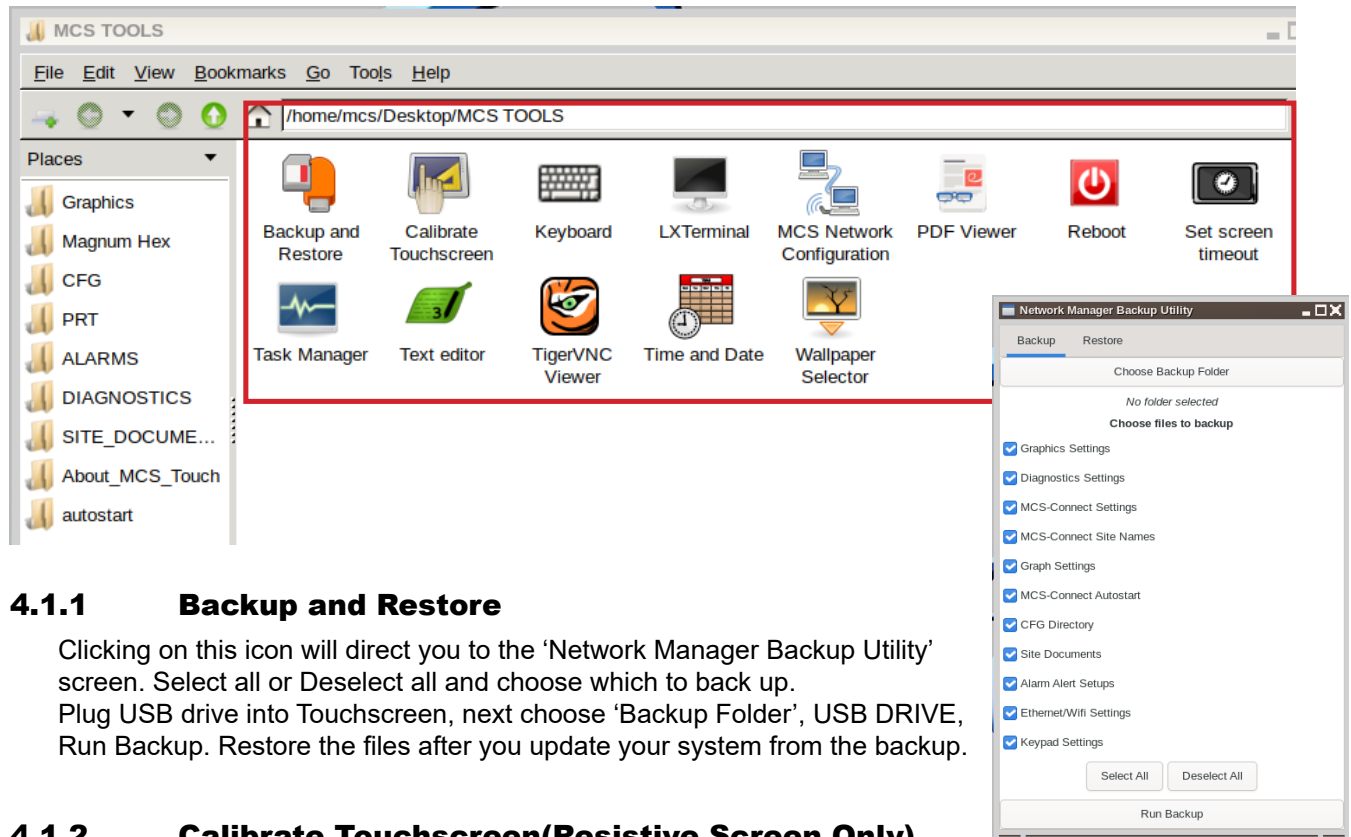 MCS TOOLS
File Edit View Bookmarks Go Tools Help
/home/mcs/Desktop/MCS TOOLS
Places
Graphics
Magnum Hex
CFG
PRT
ALARMS
DIAGNOSTICS
SITE_DOCUME...
About_MCS_Touch
autostart
Backup and
Restore
Calibrate
Touchscreen
Keyboard
LXTerminal
MCS Network
Configuration
PDF Viewer
Reboot
Set screen
timeout
Task Manager
Text editor
TigerVNC
Viewer
Time and Date
Wallpaper
Selector
Network Manager Backup Utility
Backup Restore
Choose Backup Folder
No folder selected
Choose files to backup
Graphics Settings
Diagnostics Settings
MCS-Connect Settings
MCS-Connect Site Names
Graph Settings
MCS-Connect Autostart
CFG Directory
Site Documents
Alarm Alert Setups
Ethernet/Wifi Settings
Keypad Settings
Select All Deselect All
Run Backup
4.1.1 Backup and Restore
Clicking on this icon will direct you to the ‘Network Manager Backup Utility’
screen. Select all or Deselect all and choose which to back up.
Plug USB drive into Touchscreen, next choose ‘Backup Folder’, USB DRIVE,
Run Backup. Restore the files after you update your system from the backup.
4.1.2 Calibrate Touchscreen(Resistive Screen Only)